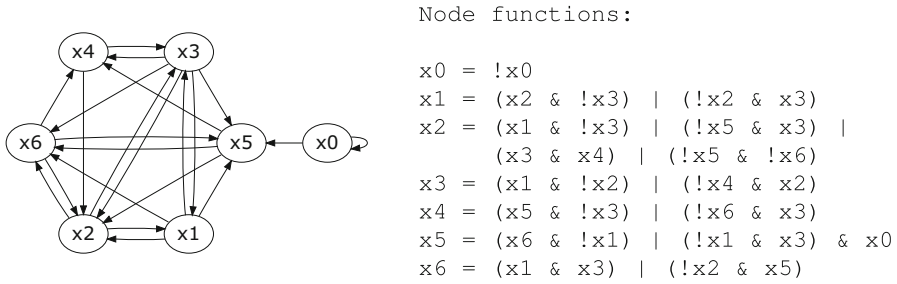 x4 x3
x6 x5 x0
x2 x1
Node functions:
x0 = !x0
x1 = (x2 & !x3) | (!x2 & x3)
x2 = (x1 & !x3) | (!x5 & x3) |
(x3 & x4) | (!x5 & !x6)
x3 = (x1 & !x2) | (!x4 & x2)
x4 = (x5 & !x3) | (!x6 & x3)
x5 = (x6 & !x1) | (!x1 & x3) & x0
x6 = (x1 & x3) | (!x2 & x5)